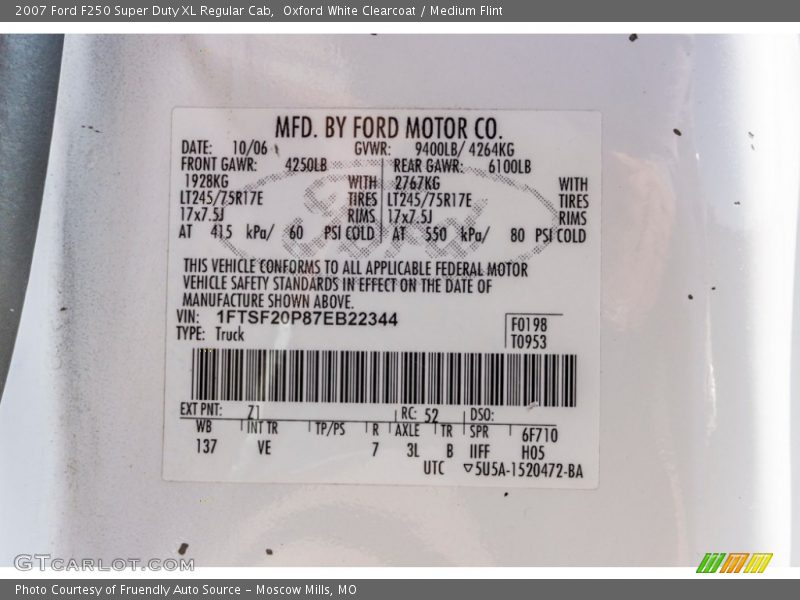 2007 Ford F250 Super Duty XL Regular Cab, Oxford White Clearcoat / Medium Flint
MFD. BY FORD MOTOR CO.
DATE: 10/06 GVWR: 9400LB/ 4264KG
FRONT GAWR: 4250LB REAR GAWR: 6100LB
1928KG WITH 2767KG WITH
LT245/75R17E TIRES LT245/75R17E TIRES
17x7.5J RIMS 17x7.5J RIMS
AT 415 kPa/ 60 PSI COLD AT 550 kPa/ 80 PSI COLD
Ford
THIS VEHICLE CONFORMS TO ALL APPLICABLE FEDERAL MOTOR
VEHICLE SAFETY STANDARDS IN EFFECT ON THE DATE OF
MANUFACTURE SHOWN ABOVE.
VIN: 1FTSF20P87EB22344
TYPE: Truck
F0198
T0953
EXT PNT: Z1 RC: 52 DSO:
WB INT TR TP/PS R AXLE TR SPR 6F710
137 VE 7 3L B IIFF H05
UTC ▽5U5A-1520472-BA
GTCARLOT.COM
Photo Courtesy of Fruendly Auto Source - Moscow Mills, MO